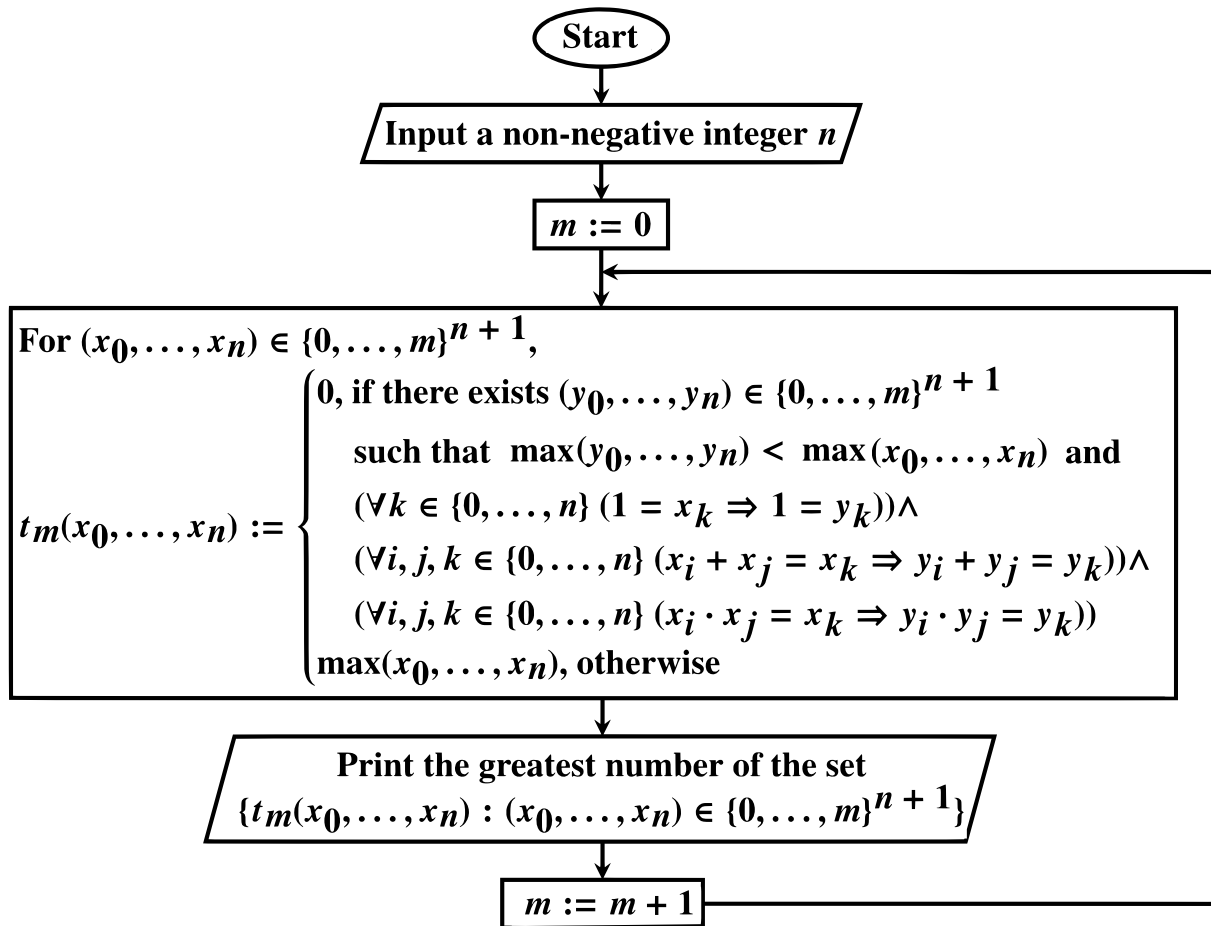 Start
Input a non-negative integer n
m := 0
For (x₀, . . . , xₙ) ∈ {0, . . . , m}ⁿ ⁺ ¹,
0, if there exists (y₀, . . . , yₙ) ∈ {0, . . . , m}ⁿ ⁺ ¹
such that max(y₀, . . . , yₙ) < max(x₀, . . . , xₙ) and
(∀k ∈ {0, . . . , n} (1 = xₖ ⇒ 1 = yₖ))∧
tₘ(x₀, . . . , xₙ) := { (∀i, j, k ∈ {0, . . . , n} (xᵢ + xⱼ = xₖ ⇒ yᵢ + yⱼ = yₖ))∧
(∀i, j, k ∈ {0, . . . , n} (xᵢ · xⱼ = xₖ ⇒ yᵢ · yⱼ = yₖ))
max(x₀, . . . , xₙ), otherwise
Print the greatest number of the set
{tₘ(x₀, . . . , xₙ) : (x₀, . . . , xₙ) ∈ {0, . . . , m}ⁿ ⁺ ¹}
m := m + 1